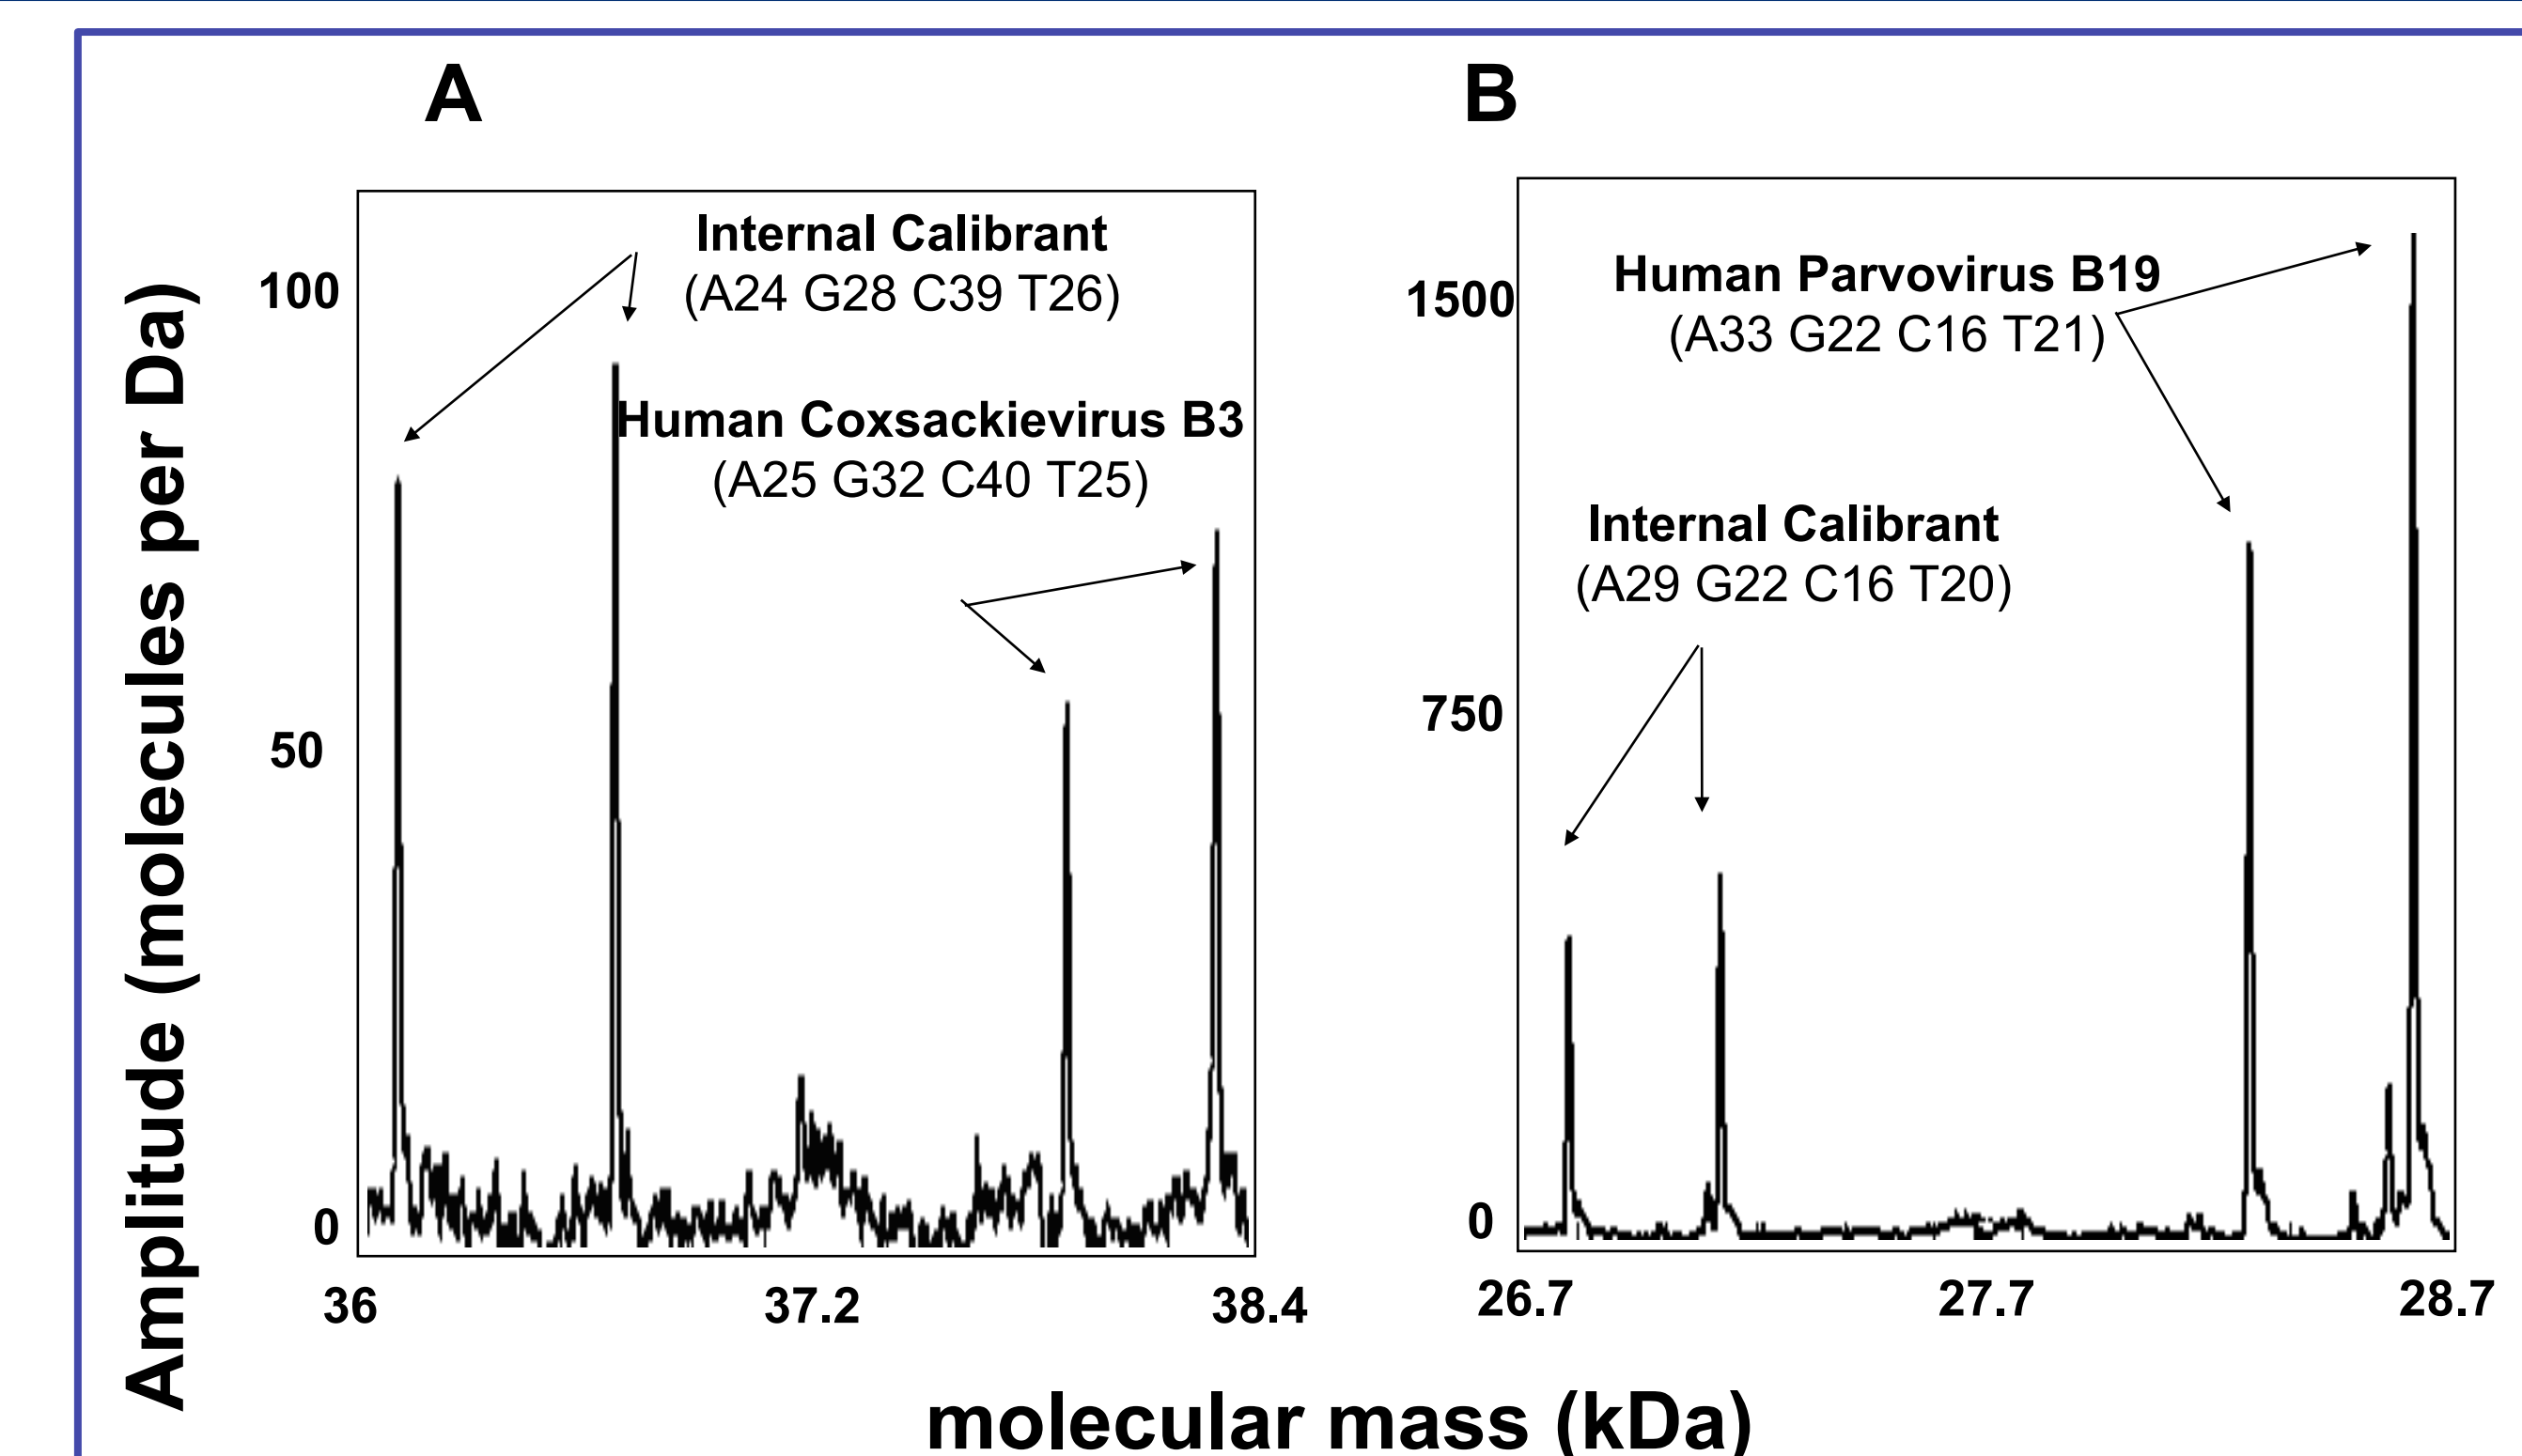 A
B
Amplitude (molecules per Da)
100
50
0
Internal Calibrant
(A24 G28 C39 T26)
Human Coxsackievirus B3
(A25 G32 C40 T25)
36
37.2
38.4
1500
750
0
Human Parvovirus B19
(A33 G22 C16 T21)
Internal Calibrant
(A29 G22 C16 T20)
26.7
27.7
28.7
molecular mass (kDa)